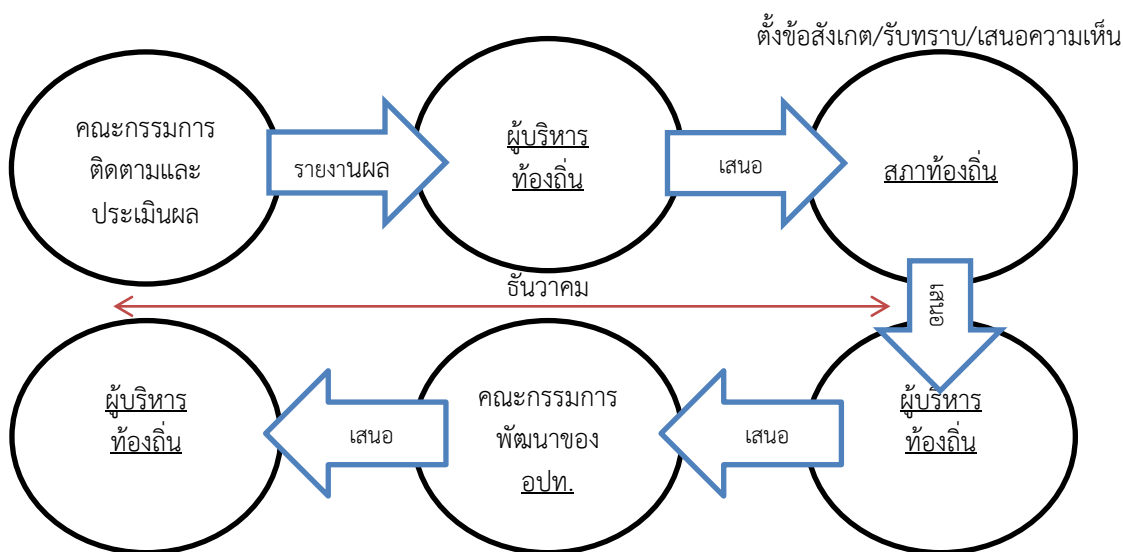 ตั้งข้อสังเกต/รับทราบ/เสนอความเห็น
คณะกรรมการ
ติดตามและ
ประเมินผล
รายงานผล
ผู้บริหาร
ท้องถิ่น
เสนอ
สภาท้องถิ่น
เสนอ
ธันวาคม
ผู้บริหาร
ท้องถิ่น
เสนอ
คณะกรรมการ
พัฒนาของ
อปท.
เสนอ
ผู้บริหาร
ท้องถิ่น